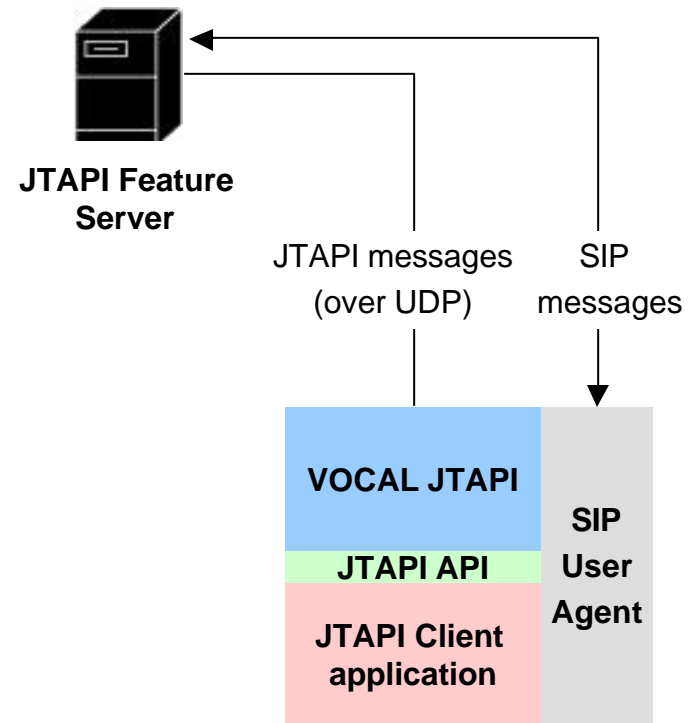 JTAPI Feature
Server
JTAPI messages
(over UDP)
SIP
messages
VOCAL JTAPI
JTAPI API
JTAPI Client
application
SIP
User
Agent